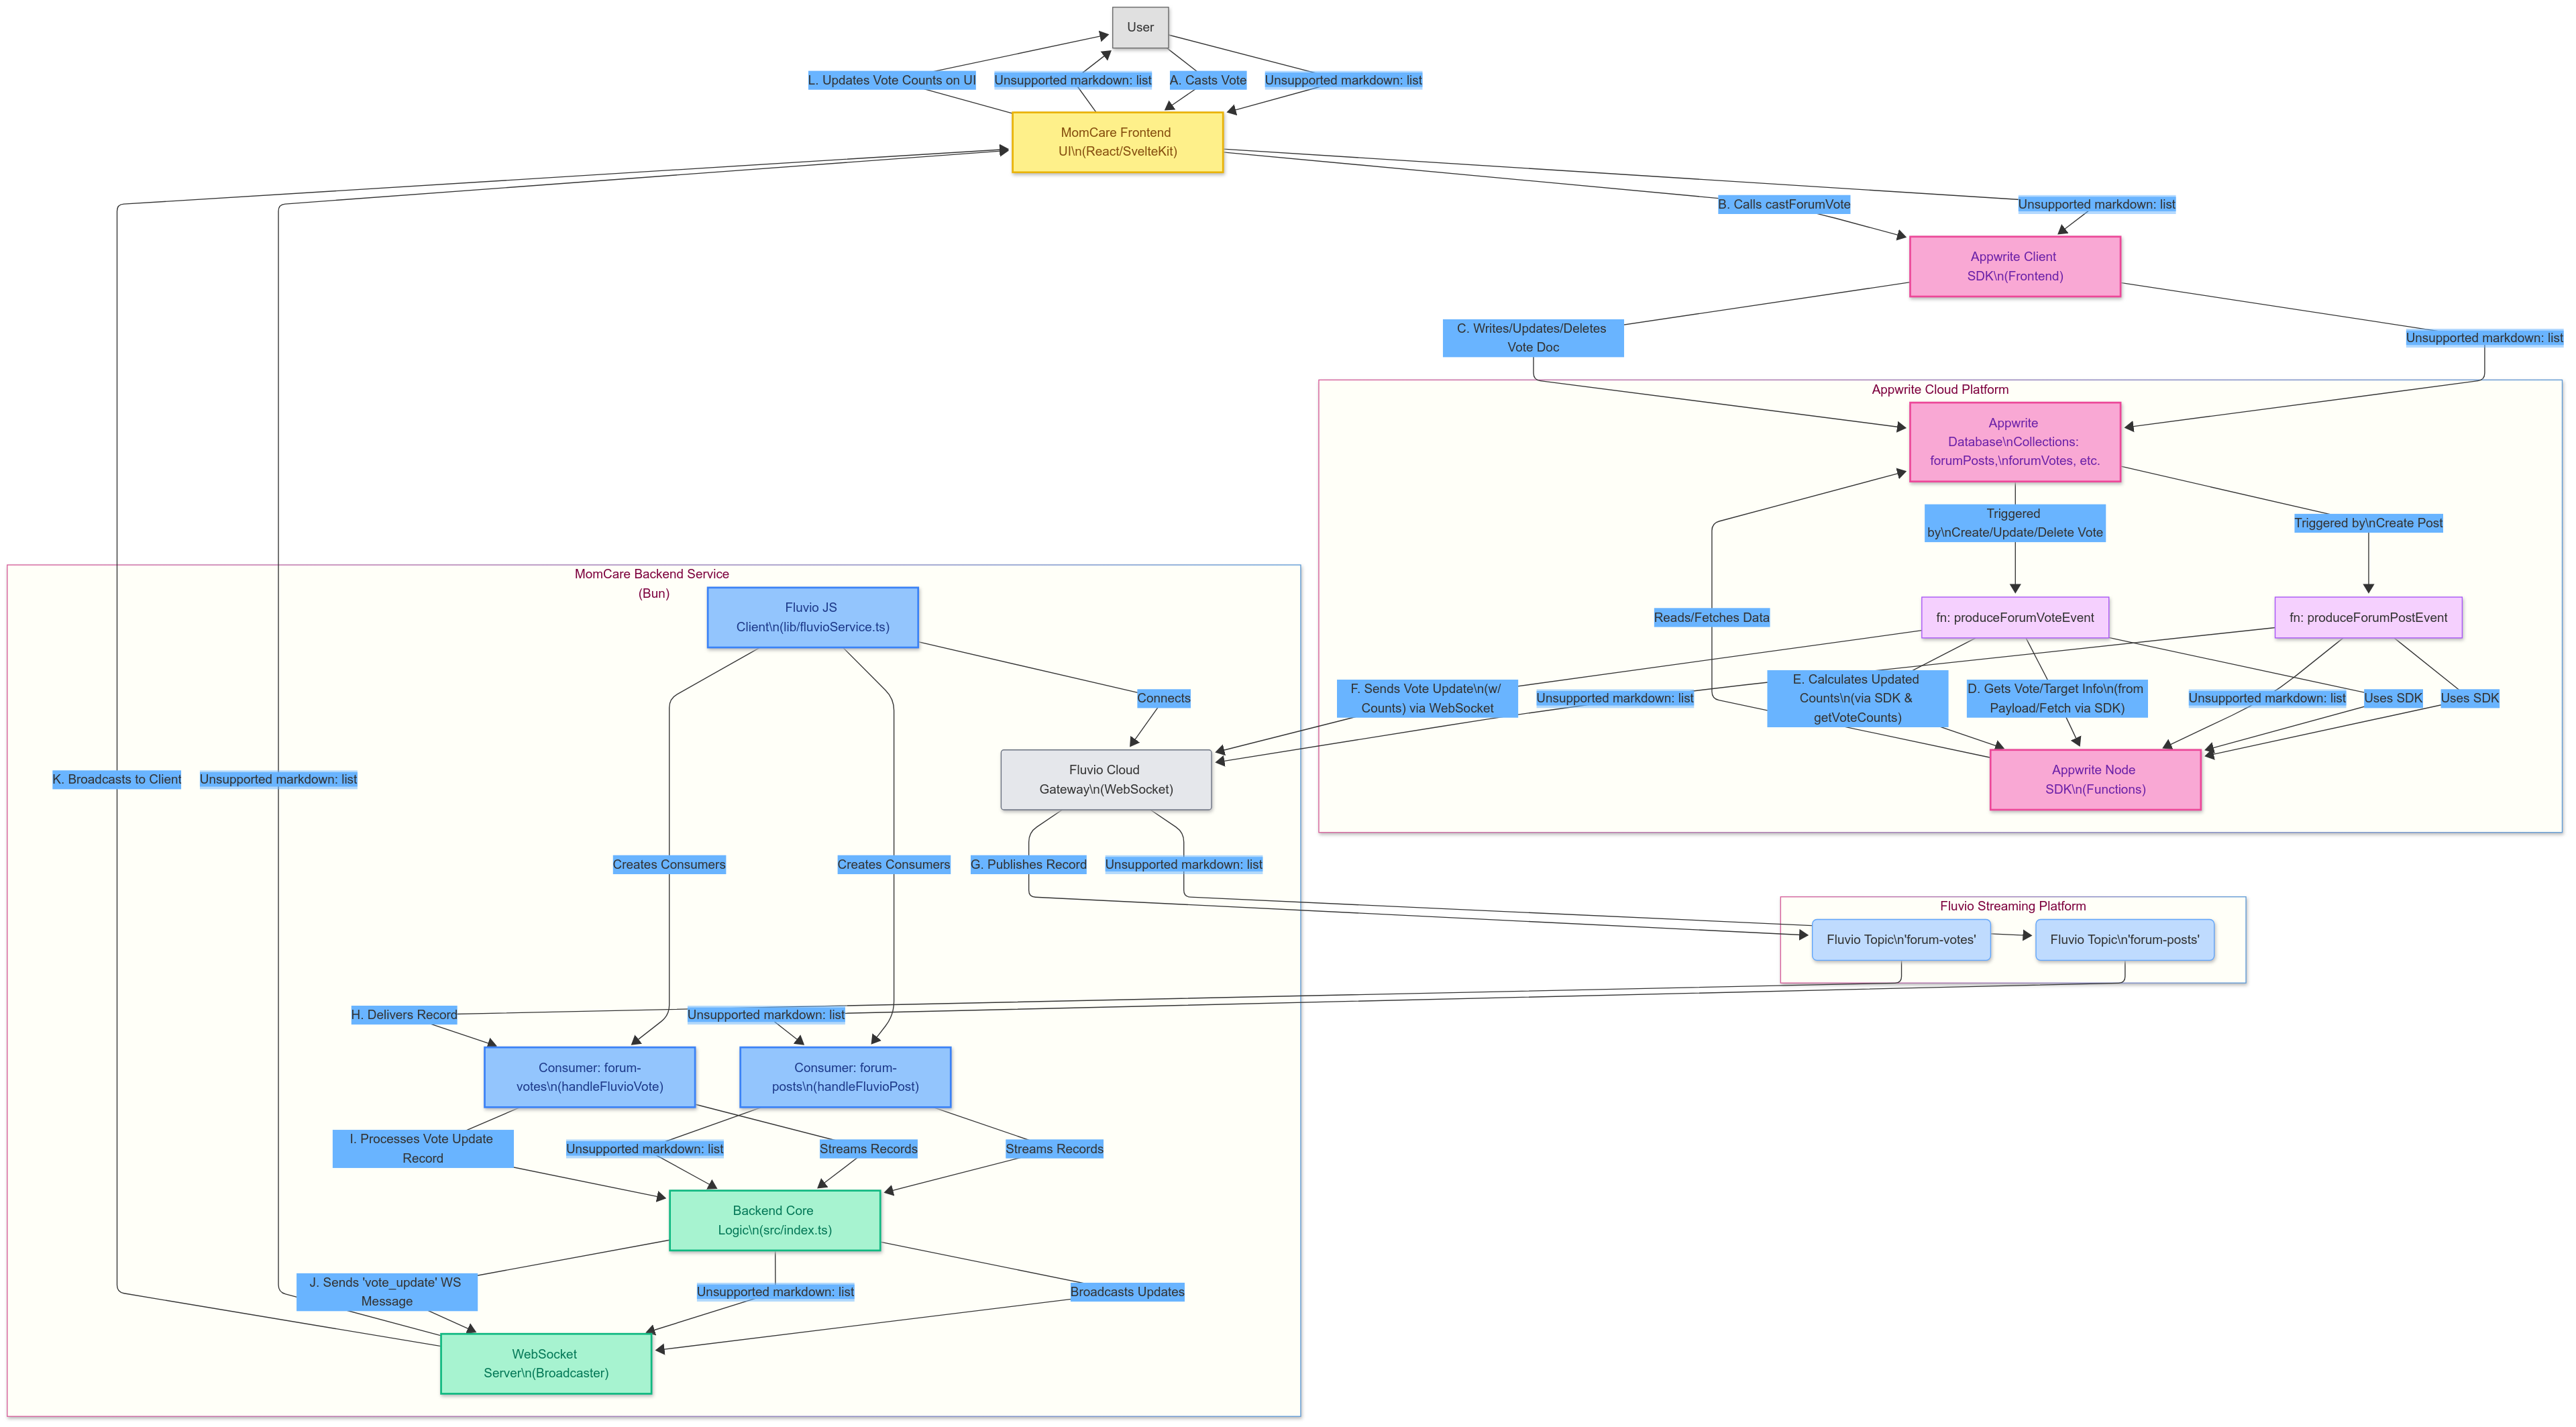 User
L. Updates Vote Counts on UI
Unsupported markdown: list
A. Casts Vote
Unsupported markdown: list
MomCare Frontend
UI\n(React/SvelteKit)
B. Calls castForumVote
Unsupported markdown: list
Appwrite Client
SDK\n(Frontend)
C. Writes/Updates/Deletes
Vote Doc
Unsupported markdown: list
Appwrite Cloud Platform
Appwrite
Database\nCollections:
forumPosts,\nforumVotes, etc.
Triggered
by\nCreate/Update/Delete Vote
Triggered by\nCreate Post
MomCare Backend Service
(Bun)
Fluvio JS
Client\n(lib/fluvioService.ts)
Reads/Fetches Data
fn: produceForumVoteEvent
fn: produceForumPostEvent
Connects
F. Sends Vote Update\n(w/
Counts) via WebSocket
Unsupported markdown: list
E. Calculates Updated
Counts\n(via SDK &
getVoteCounts)
D. Gets Vote/Target Info\n(from
Payload/Fetch via SDK)
Unsupported markdown: list
Uses SDK
Uses SDK
K. Broadcasts to Client
Unsupported markdown: list
Fluvio Cloud
Gateway\n(WebSocket)
Appwrite Node
SDK\n(Functions)
Creates Consumers
Creates Consumers
G. Publishes Record
Unsupported markdown: list
Fluvio Streaming Platform
Fluvio Topic\n'forum-votes'
Fluvio Topic\n'forum-posts'
H. Delivers Record
Unsupported markdown: list
Consumer: forum-
votes\n(handleFluvioVote)
Consumer: forum-
posts\n(handleFluvioPost)
I. Processes Vote Update
Record
Unsupported markdown: list
Streams Records
Streams Records
Backend Core
Logic\n(src/index.ts)
J. Sends 'vote_update' WS
Message
Unsupported markdown: list
Broadcasts Updates
WebSocket
Server\n(Broadcaster)